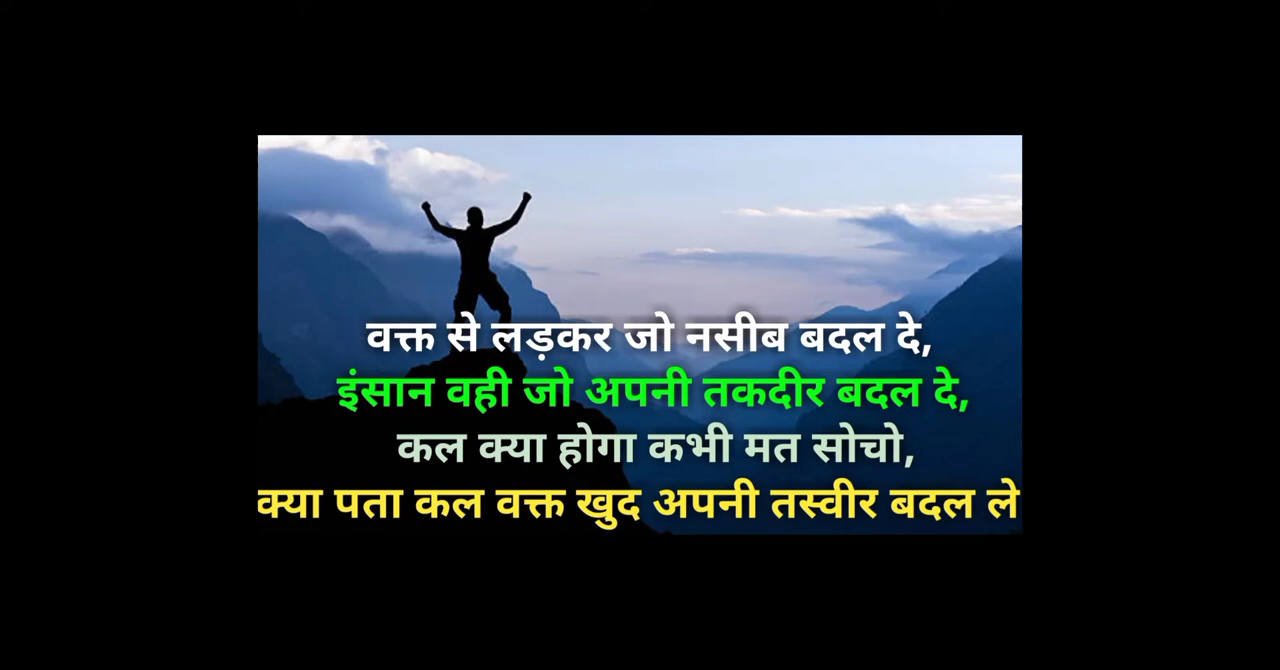 वक्त से लड़कर जो नसीब बदल दे,
इंसान वही जो अपनी तकदीर बदल दे,
कल क्या होगा कभी मत सोचो,
क्या पता कल वक्त खुद अपनी तस्वीर बदल ले